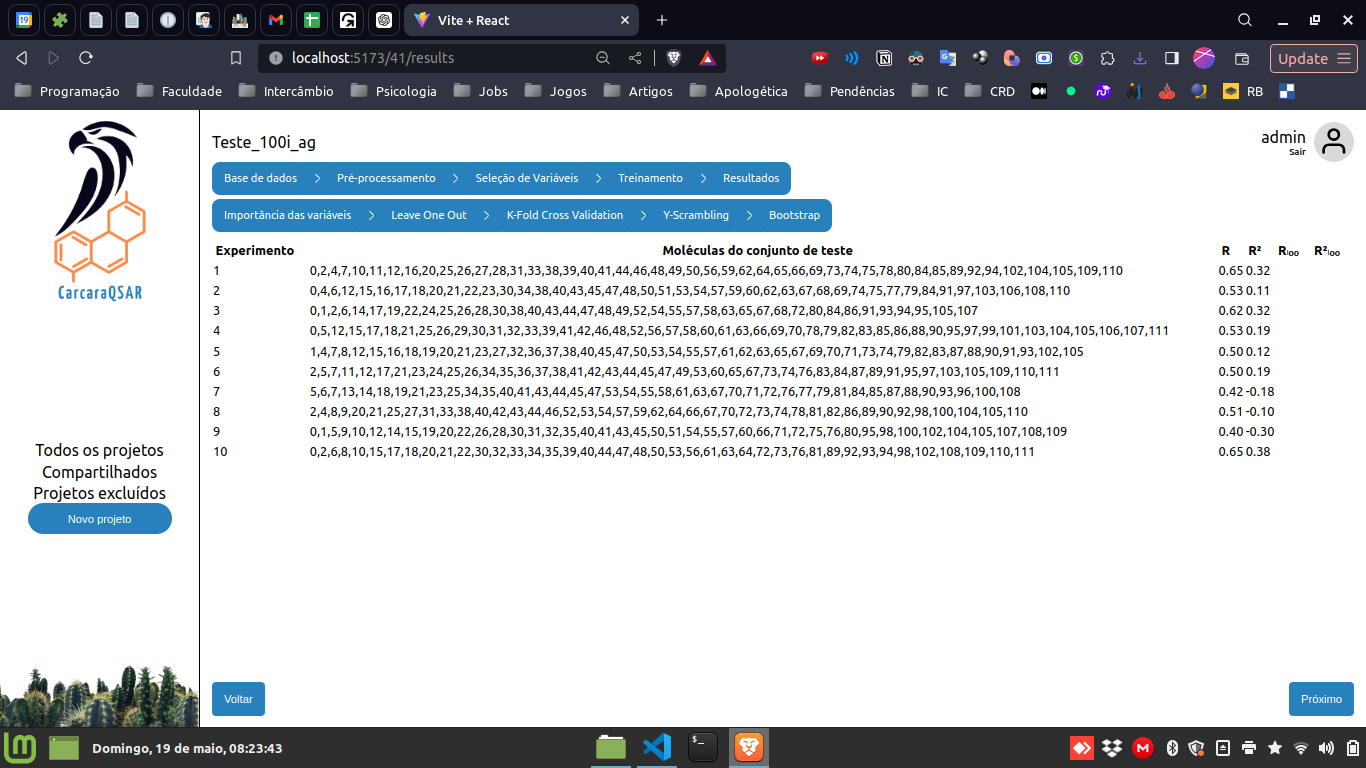 19
Vite + React
localhost:5173/41/results
Update
Programação
Faculdade
Intercâmbio
Psicologia
Jobs
Jogos
Artigos
Apologética
Pendências
IC
CRD
RB
CarcaraQSAR
Todos os projetos
Compartilhados
Projetos excluídos
Novo projeto
Teste_100i_ag
admin
Sair
Base de dados > Pré-processamento > Seleção de Variáveis > Treinamento > Resultados
Importância das variáveis > Leave One Out > K-Fold Cross Validation > Y-Scrambling > Bootstrap
Experimento Moléculas do conjunto de teste R R² Rₗₒₒ R²ₗₒₒ
1 0,2,4,7,10,11,12,16,20,25,26,27,28,31,33,38,39,40,41,44,46,48,49,50,56,59,62,64,65,66,69,73,74,75,78,80,84,85,89,92,94,102,104,105,109,110 0.65 0.32
2 0,4,6,12,15,16,17,18,20,21,22,23,30,34,38,40,43,45,47,48,50,51,53,54,57,59,60,62,63,67,68,69,74,75,77,79,84,91,97,103,106,108,110 0.53 0.11
3 0,1,2,6,14,17,19,22,24,25,26,28,30,38,40,43,44,47,48,49,52,54,55,57,58,63,65,67,68,72,80,84,86,91,93,94,95,105,107 0.62 0.32
4 0,5,12,15,17,18,21,25,26,29,30,31,32,33,39,41,42,46,48,52,56,57,58,60,61,63,66,69,70,78,79,82,83,85,86,88,90,95,97,99,101,103,104,105,106,107,111 0.53 0.19
5 1,4,7,8,12,15,16,18,19,20,21,23,27,32,36,37,38,40,45,47,50,53,54,55,57,61,62,63,65,67,69,70,71,73,74,79,82,83,87,88,90,91,93,102,105 0.50 0.12
6 2,5,7,11,12,17,21,23,24,25,26,34,35,36,37,38,41,42,43,44,45,47,49,53,60,65,67,73,74,76,83,84,87,89,91,95,97,103,105,109,110,111 0.50 0.19
7 5,6,7,13,14,18,19,21,23,25,34,35,40,41,43,44,45,47,53,54,55,58,61,63,67,70,71,72,76,77,79,81,84,85,87,88,90,93,96,100,108 0.42 -0.18
8 2,4,8,9,20,21,25,27,31,33,38,40,42,43,44,46,52,53,54,57,59,62,64,66,67,70,72,73,74,78,81,82,86,89,90,92,98,100,104,105,110 0.51 -0.10
9 0,1,5,9,10,12,14,15,19,20,22,26,28,30,31,32,35,40,41,43,45,50,51,54,55,57,60,66,71,72,75,76,80,95,98,100,102,104,105,107,108,109 0.40 -0.30
10 0,2,6,8,10,15,17,18,20,21,22,30,32,33,34,35,39,40,44,47,48,50,53,56,61,63,64,72,73,76,81,89,92,93,94,98,102,108,109,110,111 0.65 0.38
Voltar
Próximo
Domingo, 19 de maio, 08:23:43